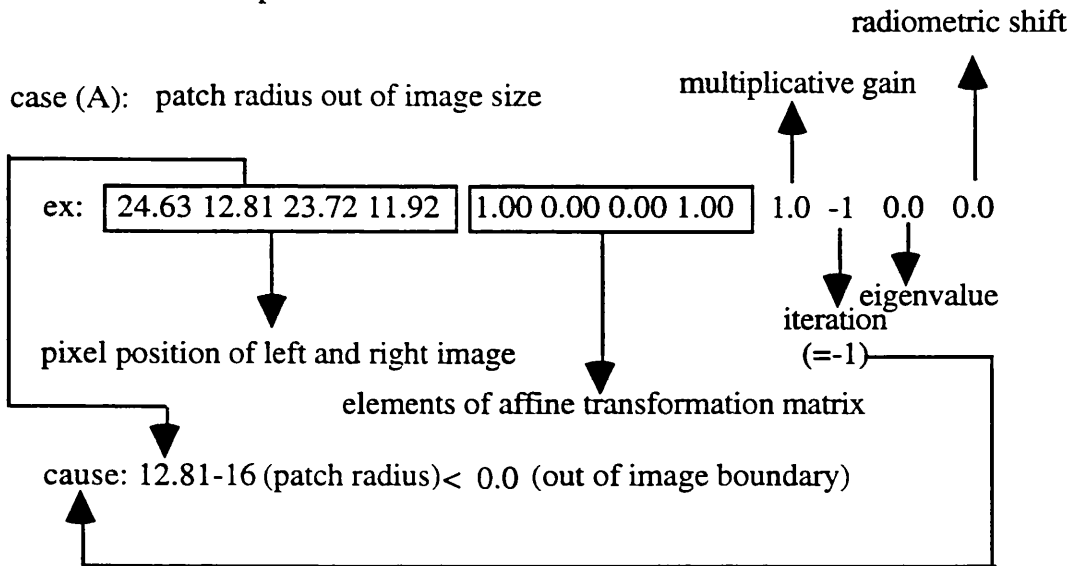 radiometric shift
case (A): patch radius out of image size
multiplicative gain
ex: 24.63 12.81 23.72 11.92 1.00 0.00 0.00 1.00 1.0 -1 0.0 0.0
eigenvalue
iteration
(=-1)
pixel position of left and right image
elements of affine transformation matrix
cause: 12.81-16 (patch radius)< 0.0 (out of image boundary)